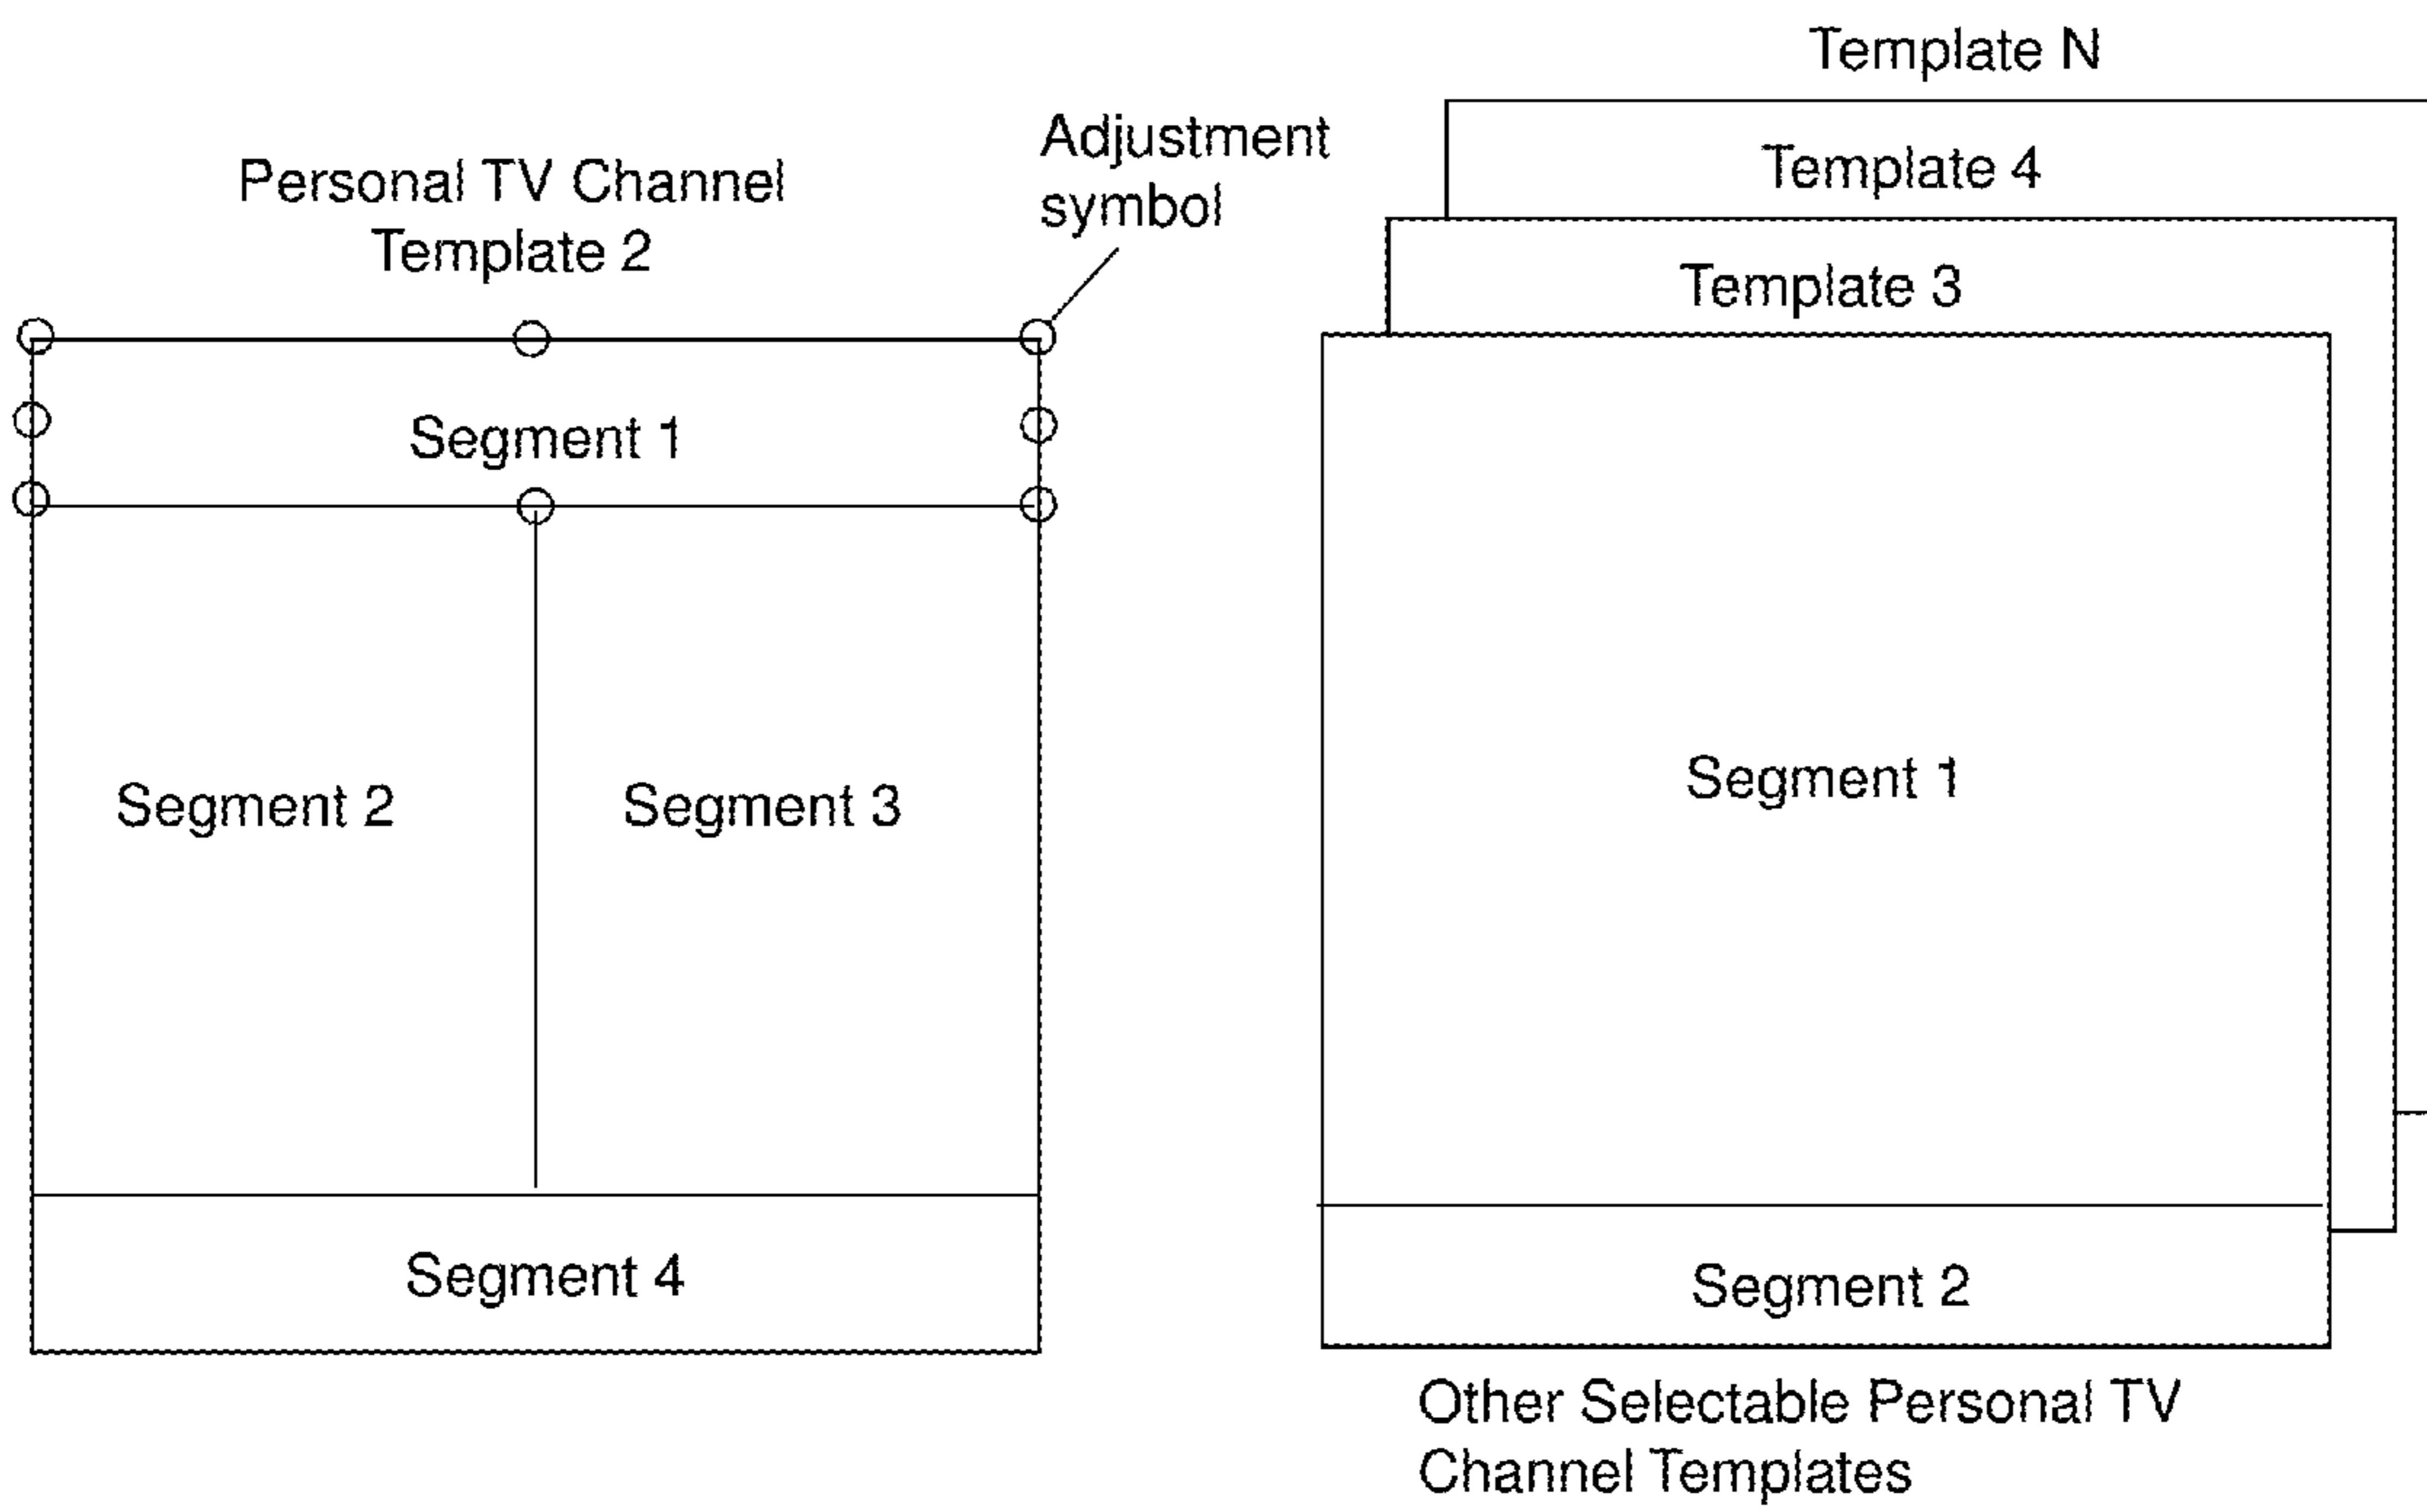 Personal TV Channel
Template 2
Adjustment
symbol
Segment 1
Segment 2
Segment 3
Segment 4
Template N
Template 4
Template 3
Segment 1
Segment 2
Other Selectable Personal TV
Channel Templates